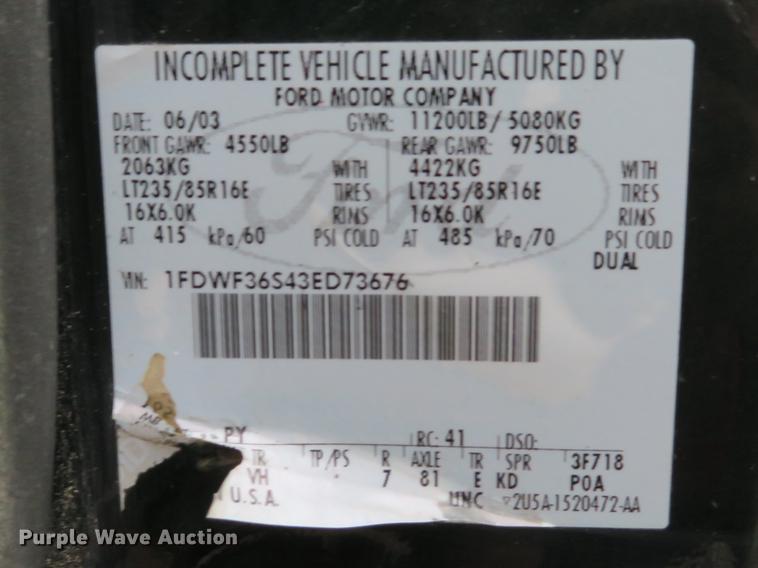 INCOMPLETE VEHICLE MANUFACTURED BY
FORD MOTOR COMPANY
DATE: 06/03 GVWR: 11200LB/ 5080KG
FRONT GAWR: 4550LB REAR GAWR: 9750LB
2063KG WITH 4422KG WITH
LT235/85R16E TIRES LT235/85R16E TIRES
16X6.0K RIMS 16X6.0K RIMS
AT 415 kPa/60 PSI COLD AT 485 kPa/70 PSI COLD
DUAL
Ford
VIN: 1FDWF36S43ED73676
PY RC: 41 DSO:
TR TP/PS R AXLE TR SPR 3F718
VH 7 81 E KD P0A
U.S.A. UNC 2U5A-1520472-AA
Purple Wave Auction